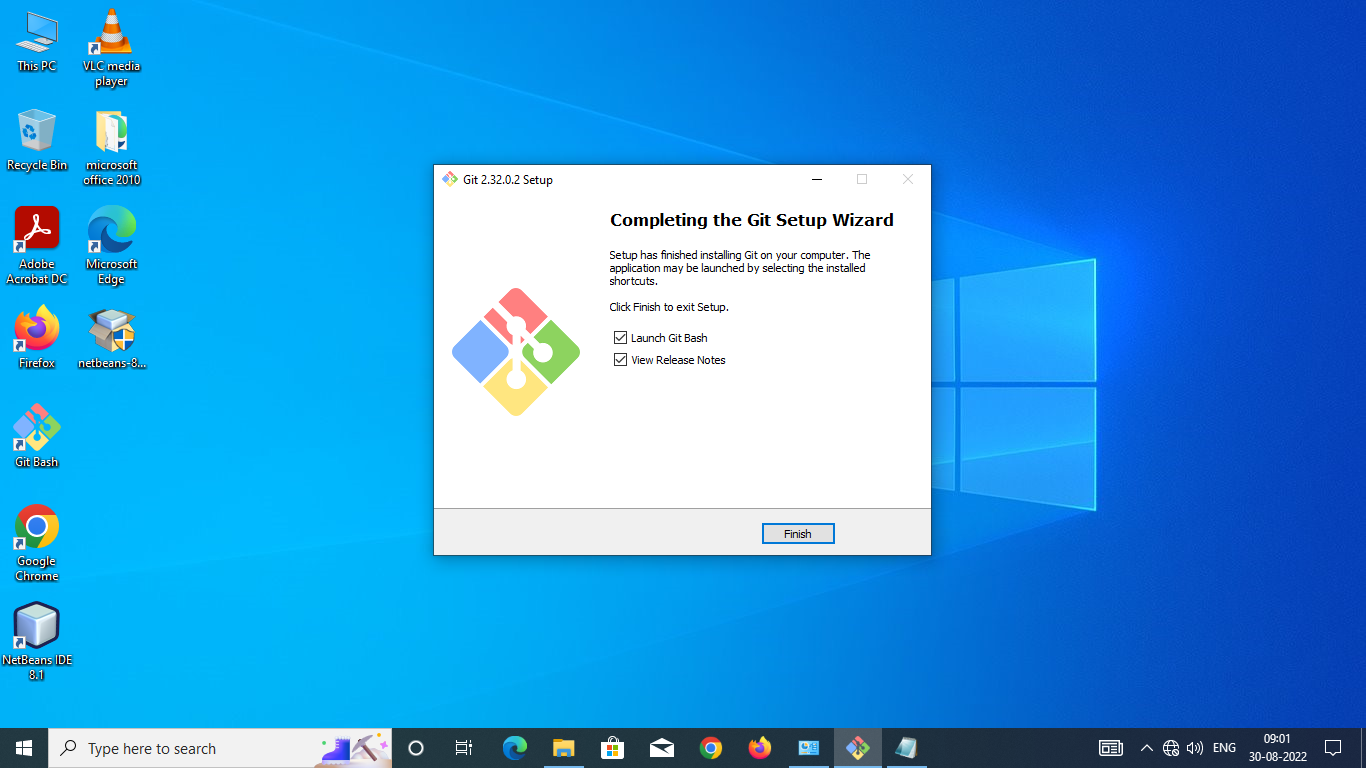 This PC
VLC media
player
Recycle Bin
microsoft
office 2010
Adobe
Acrobat DC
Microsoft
Edge
Firefox
netbeans-8...
Git Bash
Google
Chrome
NetBeans IDE
8.1
Git 2.32.0.2 Setup
Completing the Git Setup Wizard
Setup has finished installing Git on your computer. The
application may be launched by selecting the installed
shortcuts.
Click Finish to exit Setup.
Launch Git Bash
View Release Notes
Finish
Type here to search
ENG
09:01
30-08-2022